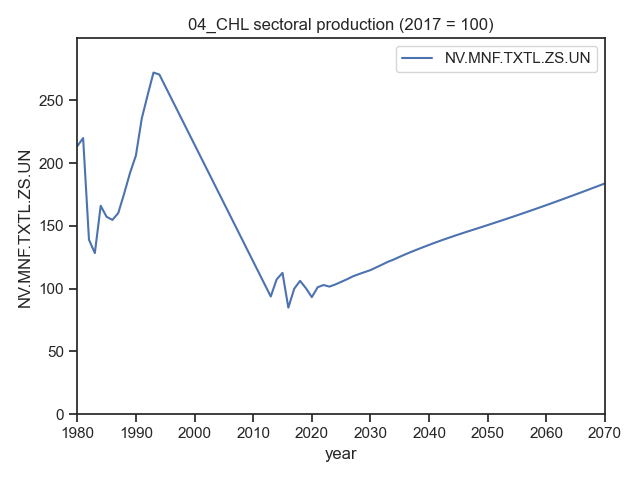 04_CHL sectoral production (2017 = 100)
NV.MNF.TXTL.ZS.UN
NV.MNF.TXTL.ZS.UN
250
200
150
100
50
0
1980 1990 2000 2010 2020 2030 2040 2050 2060 2070
year